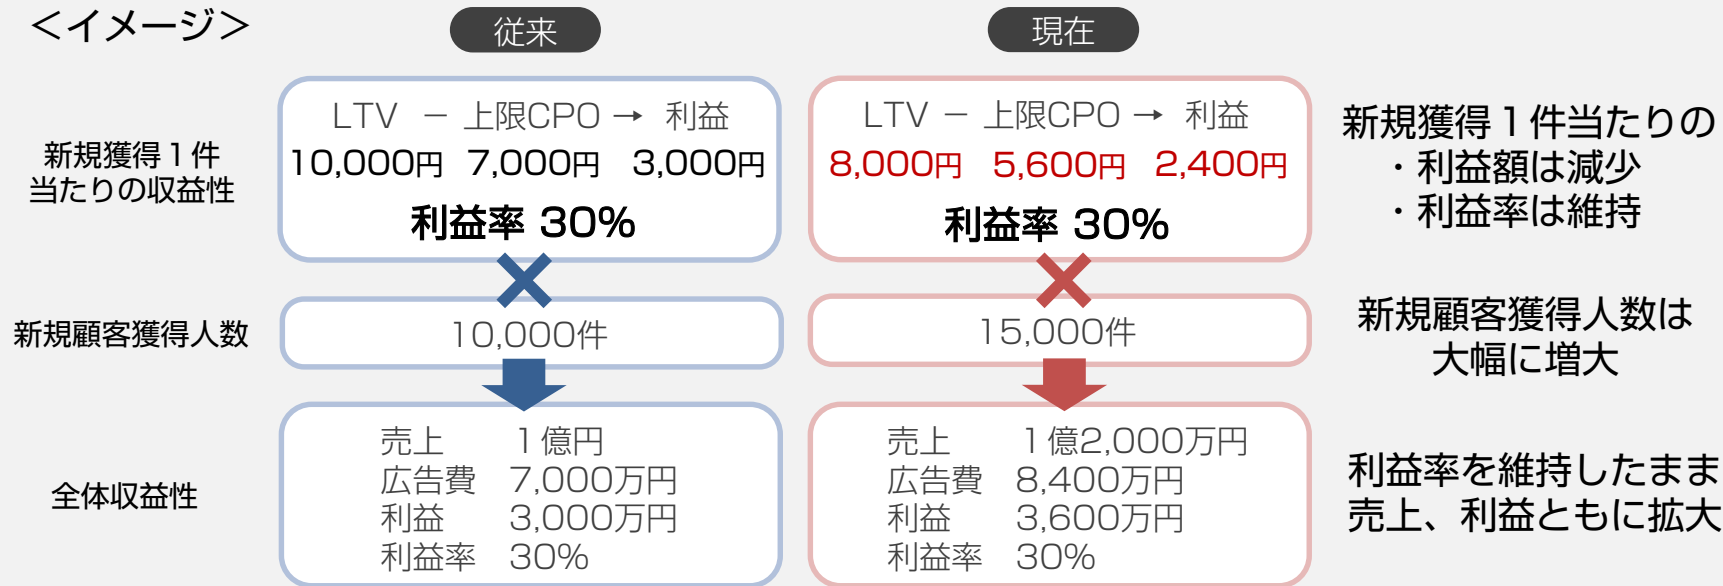 ＜イメージ＞
従来
現在
新規獲得１件
当たりの収益性
LTV － 上限CPO → 利益
10,000円 7,000円 3,000円
利益率 30%
LTV － 上限CPO → 利益
8,000円 5,600円 2,400円
利益率 30%
新規獲得１件当たりの
・利益額は減少
・利益率は維持
新規顧客獲得人数
10,000件
15,000件
新規顧客獲得人数は
大幅に増大
全体収益性
売上 １億円
広告費 7,000万円
利益 3,000万円
利益率 30%
売上 １億2,000万円
広告費 8,400万円
利益 3,600万円
利益率 30%
利益率を維持したまま
売上、利益ともに拡大